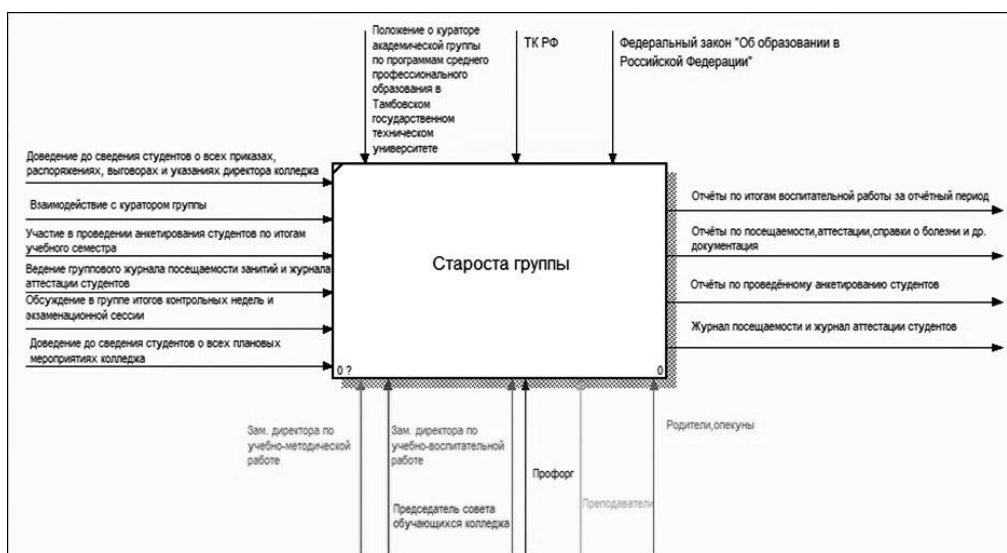 Положение о кураторе
академической группы
по программам среднего
профессионального
образования в
Тамбовском
государственном
техническом
университете
ТК РФ
Федеральный закон "Об образовании в
Российской Федерации"
Доведение до сведения студентов о всех приказах,
распоряжениях, выговорах и указаниях директора колледжа
Взаимодействие с куратором группы
Участие в проведении анкетирования студентов по итогам
учебного семестра
Ведение группового журнала посещаемости занитий и журнала
аттестации студентов
Обсуждение в группе итогов контрольных недель и
экзаменационной сессии
Доведение до сведения студентов о всех плановых
мероприятиях колледжа
Староста группы
0 ?
0
Отчёты по итогам воспитательной работы за отчётный период
Отчёты по посещаемости,аттестации,справки о болезни и др.
документация
Отчёты по проведённому анкетированию студентов
Журнал посещаемости и журнал аттестации студентов
Зам. директора по
учебно-методической
работе
Зам. директора по
учебно-воспитательной
работе
Председатель совета
обучающихся колледжа
Профорг
Преподаватели
Родители,опекуны